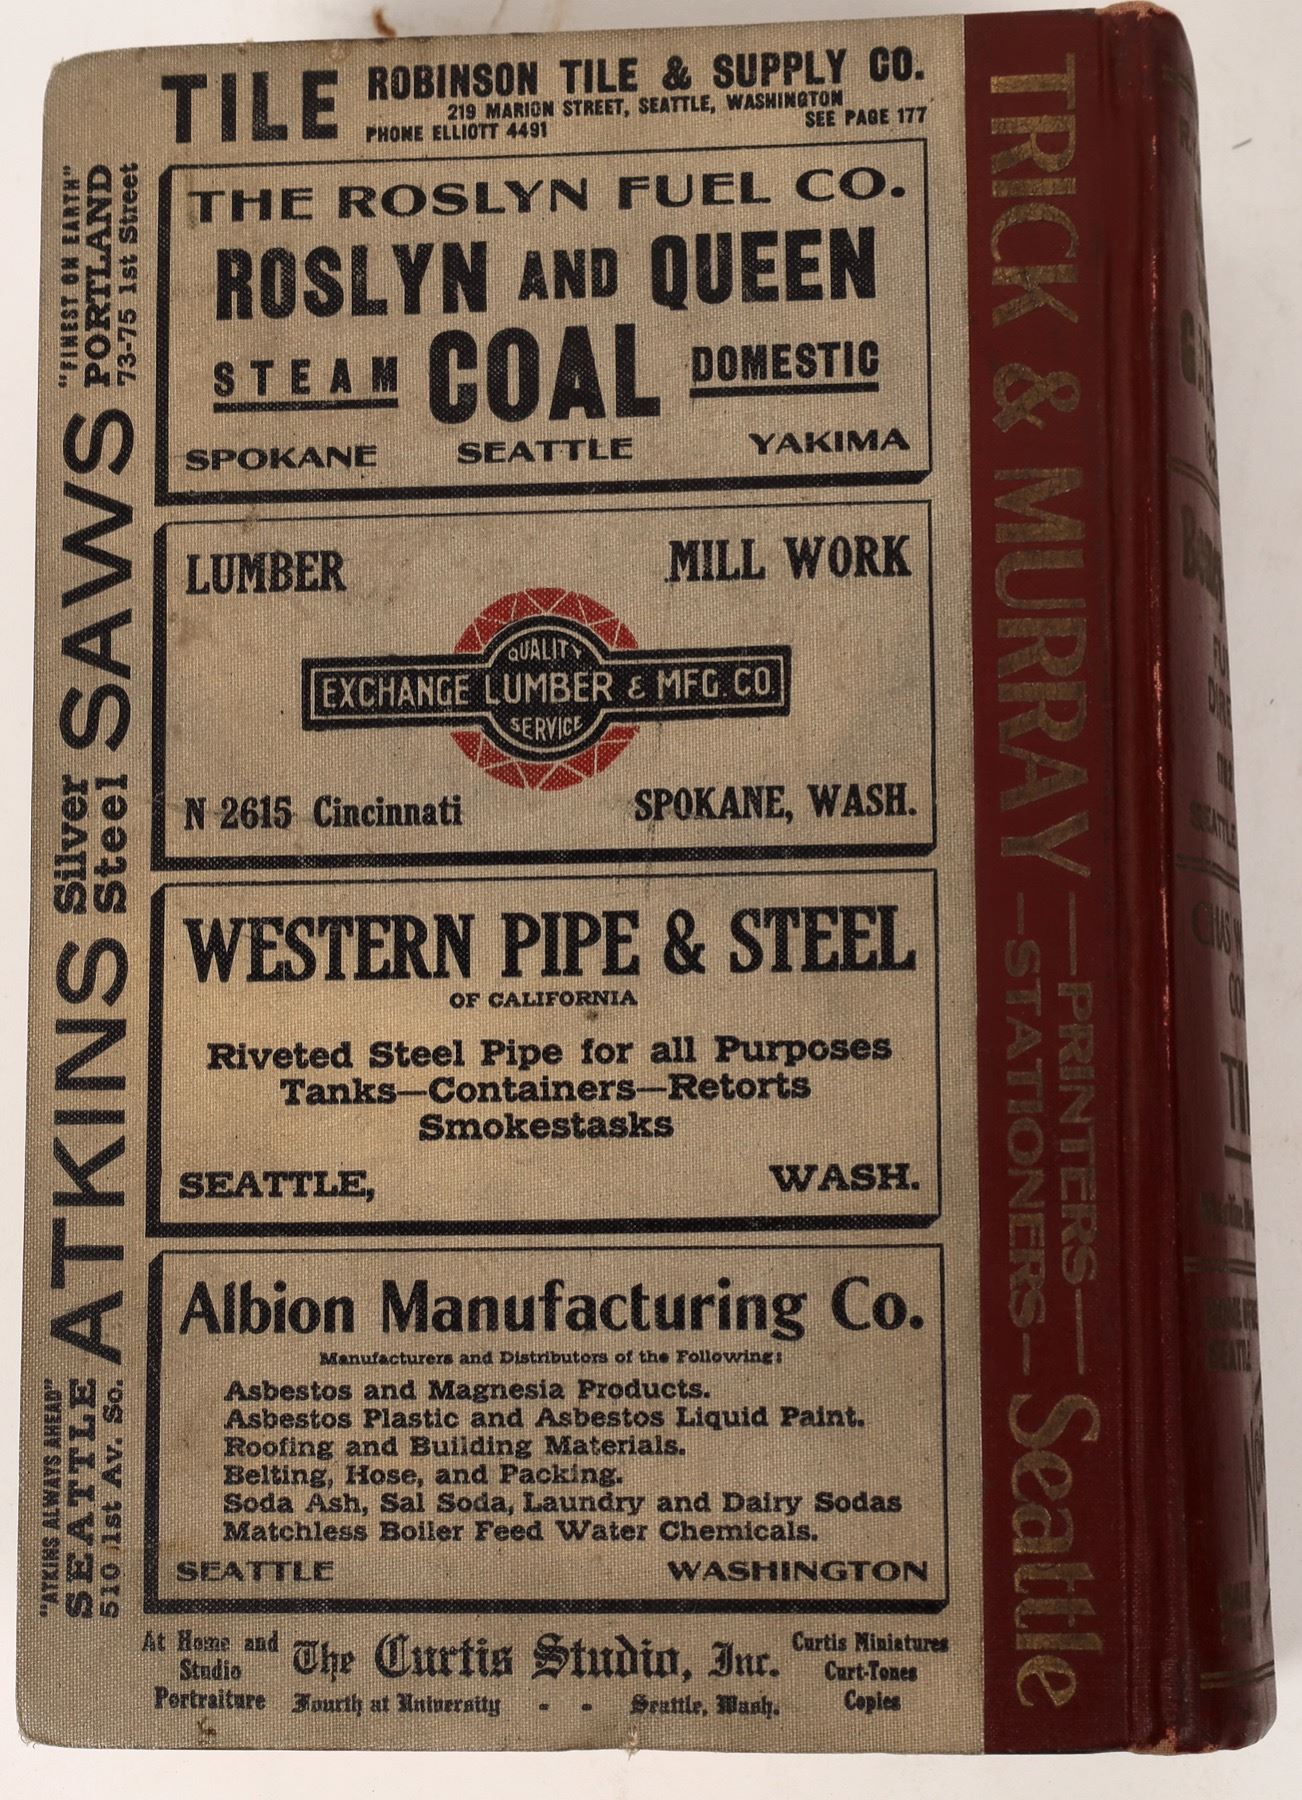 TILE
ROBINSON TILE & SUPPLY CO.
219 MARION STREET, SEATTLE, WASHINGTON
PHONE ELLIOTT 4491 SEE PAGE 177
THE ROSLYN FUEL CO.
ROSLYN AND QUEEN
STEAM COAL DOMESTIC
SPOKANE SEATTLE YAKIMA
LUMBER MILL WORK
QUALITY
EXCHANGE LUMBER & MFG. CO.
SERVICE
N 2615 Cincinnati SPOKANE, WASH.
WESTERN PIPE & STEEL
OF CALIFORNIA
Riveted Steel Pipe for all Purposes
Tanks—Containers—Retorts
Smokestasks
SEATTLE, WASH.
Albion Manufacturing Co.
Manufacturers and Distributors of the Following:
Asbestos and Magnesia Products.
Asbestos Plastic and Asbestos Liquid Paint.
Roofing and Building Materials.
Belting, Hose, and Packing.
Soda Ash, Sal Soda, Laundry and Dairy Sodas
Matchless Boiler Feed Water Chemicals.
SEATTLE WASHINGTON
At Home and
Studio
Portraiture
The Curtis Studio, Inc.
Fourth at University - - Seattle, Wash.
Curtis Miniatures
Curt-Tones
Copies
"ATKINS ALWAYS AHEAD"
SEATTLE
510 1st Av. So.
ATKINS Silver Steel SAWS
"FINEST ON EARTH"
PORTLAND
73-75 1st Street
TRICK & MURRAY —PRINTERS— —STATIONERS— Seattle